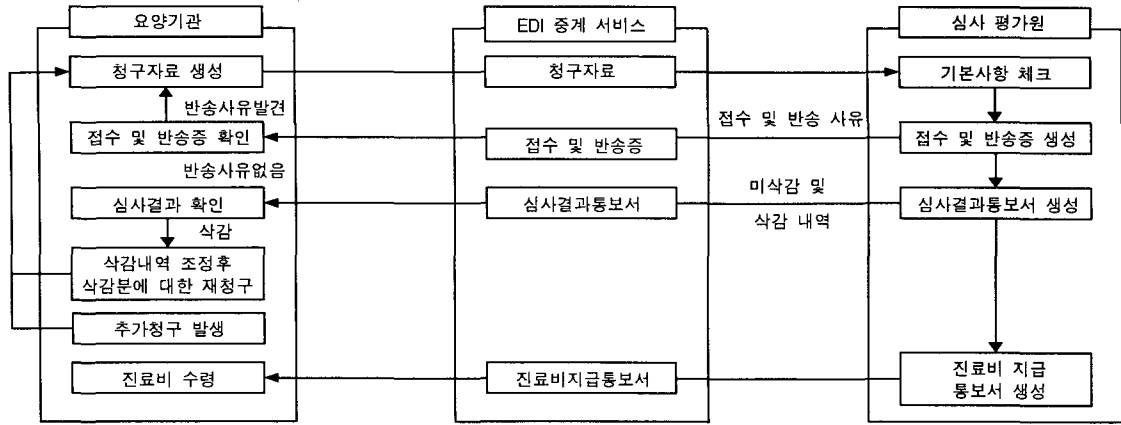 요양기관
EDI 중계 서비스
심사 평가원
청구자료 생성
청구자료
기본사항 체크
반송사유발견
접수 및 반송 사유
접수 및 반송증 확인
접수 및 반송증
접수 및 반송증 생성
반송사유없음
미삭감 및
심사결과 확인
심사결과통보서
심사결과통보서 생성
삭감 내역
삭감
삭감내역 조정후
삭감분에 대한 재청구
추가청구 발생
진료비 수령
진료비지급통보서
진료비 지급
통보서 생성